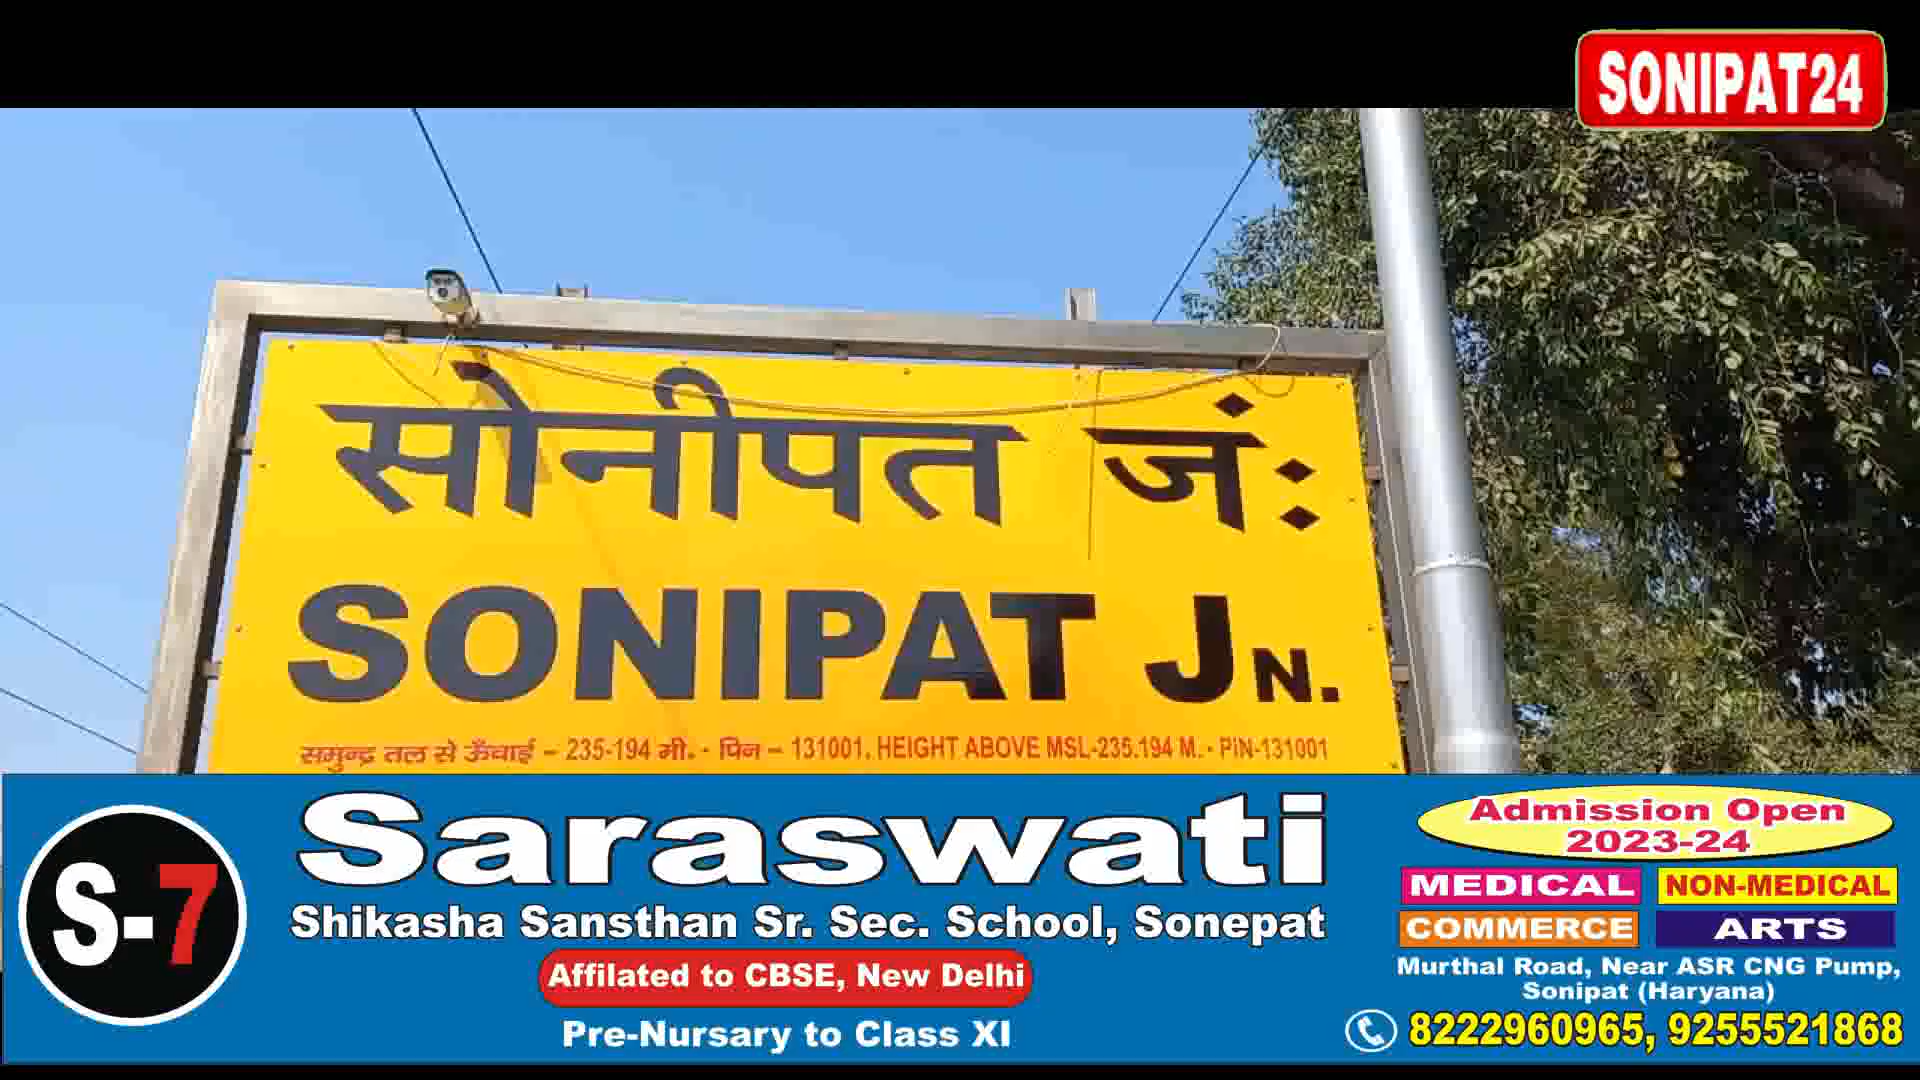 SONIPAT24
सोनीपत जं:
SONIPAT JN.
समुन्द्र तल से ऊँचाई – 235-194 मी. - पिन – 131001. HEIGHT ABOVE MSL-235.194 M. - PiN-131001
S-7
Saraswati
Shikasha Sansthan Sr. Sec. School, Sonepat
Affilated to CBSE, New Delhi
Pre-Nursary to Class XI
Admission Open
2023-24
MEDICAL NON-MEDICAL
COMMERCE ARTS
Murthal Road, Near ASR CNG Pump,
Sonipat (Haryana)
8222960965, 9255521868